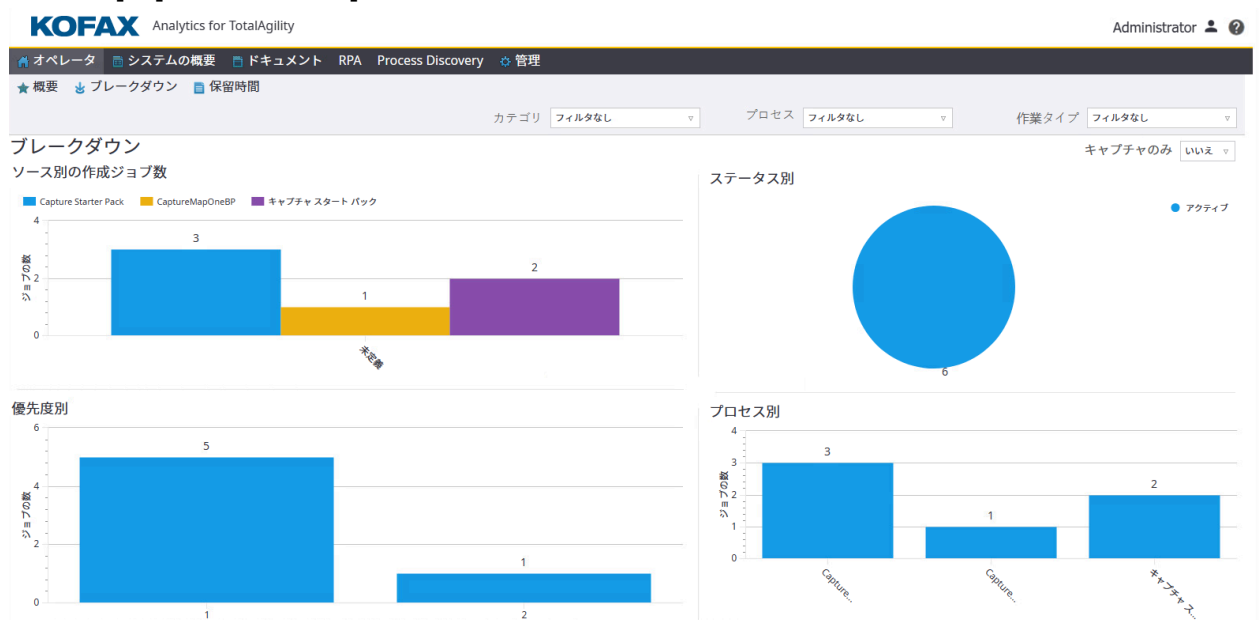 KOFAX Analytics for TotalAgility Administrator
オペレータ システムの概要 ドキュメント RPA Process Discovery 管理
概要 ブレークダウン 保留時間
カテゴリ フィルタなし プロセス フィルタなし 作業タイプ フィルタなし
ブレークダウン
キャプチャのみ いいえ
ソース別の作成ジョブ数
Capture Starter Pack CaptureMapOneBP キャプチャ スタート パック
4
3
2
ジョブの数
2
1
0
未定義
ステータス別
アクティブ
6
優先度別
6
5
4
ジョブの数
2
1
0
1 2
プロセス別
4
3
3
2
ジョブの数
2
1
1
0
Capture...
Capture...
キャプチャ ス...